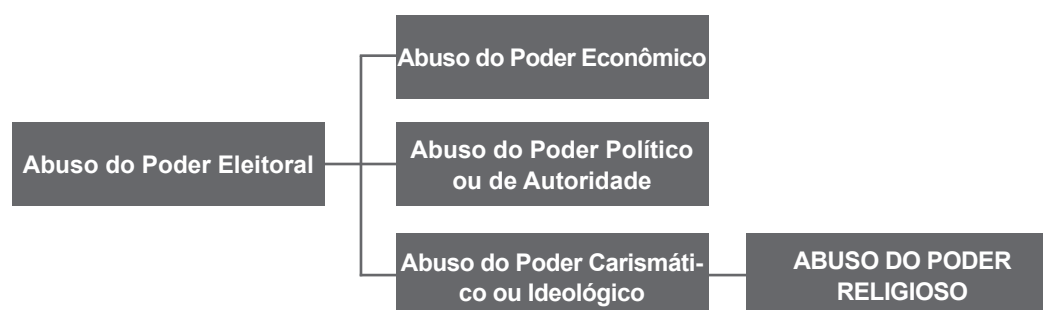 Abuso do Poder Econômico
Abuso do Poder Eleitoral
Abuso do Poder Político
ou de Autoridade
Abuso do Poder Carismáti-
co ou Ideológico
ABUSO DO PODER
RELIGIOSO